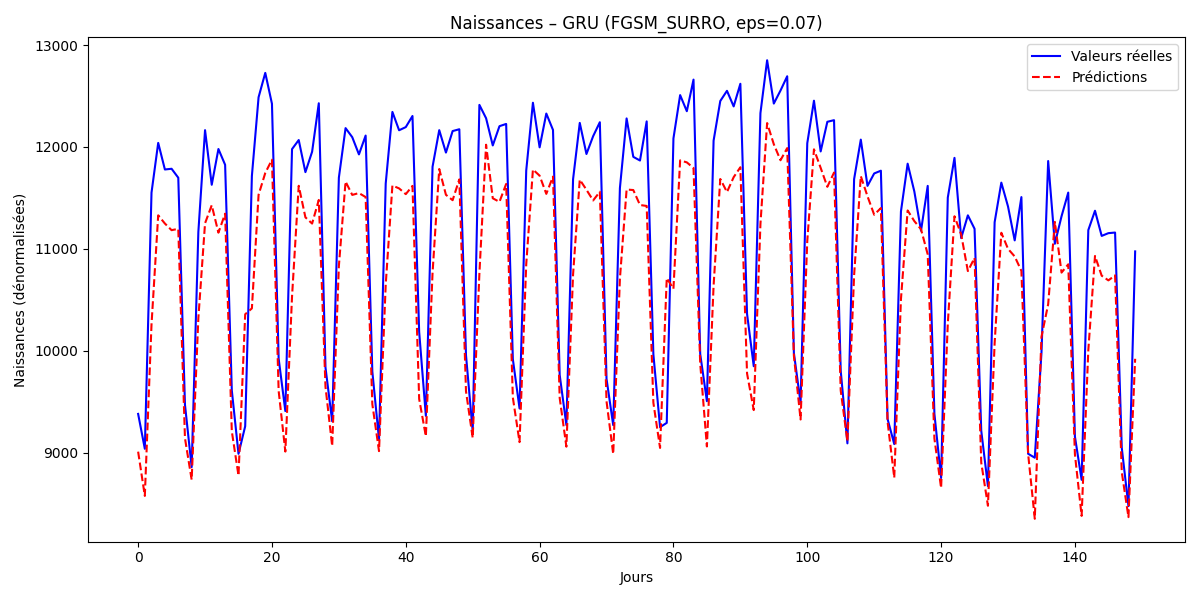 Naissances – GRU (FGSM_SURRO, eps=0.07)
Valeurs réelles
Prédictions
Naissances (dénormalisées)
13000
12000
11000
10000
9000
0 20 40 60 80 100 120 140
Jours